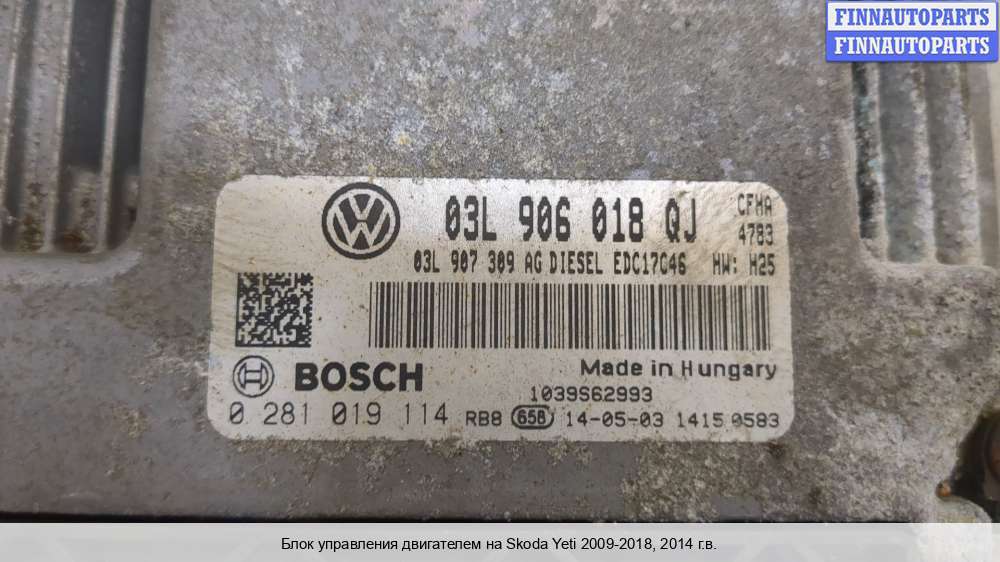 FINNAUTOPARTS
FINNAUTOPARTS
03L 906 018 QJ
CFHA
4783
03L 907 309 AG DIESEL EDC17C46 HW: H25
Made in Hungary
BOSCH
1039S62993
0 281 019 114 RB8 658 14-05-03 1415 0583
Блок управления двигателем на Skoda Yeti 2009-2018, 2014 г.в.